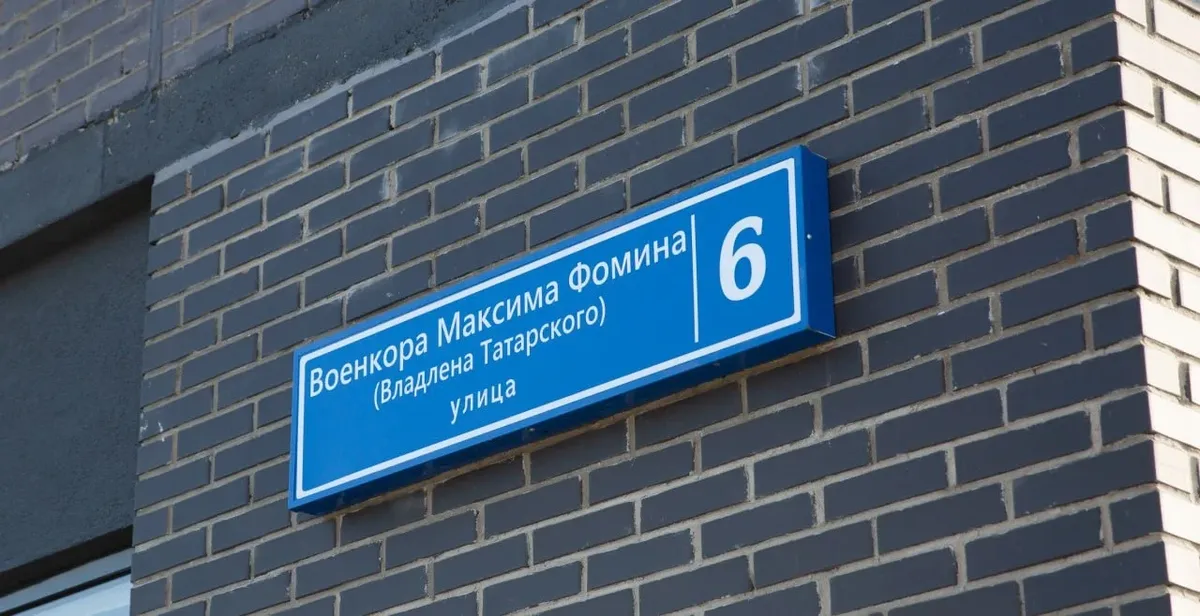 Военкора Максима Фомина
(Владлена Татарского)
улица
6